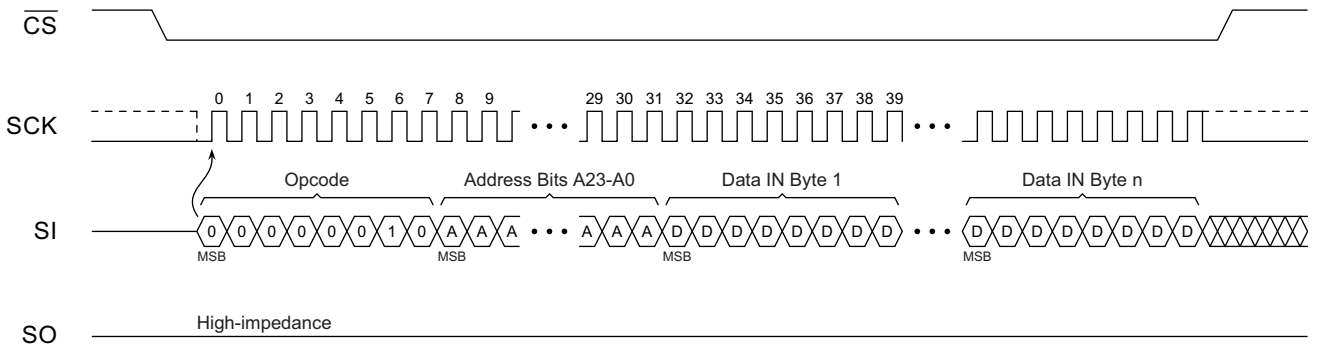 CS
0 1 2 3 4 5 6 7 8 9 29 30 31 32 33 34 35 36 37 38 39
SCK
Opcode Address Bits A23-A0 Data IN Byte 1 Data IN Byte n
SI 0 0 0 0 0 0 1 0 A A A A A A D D D D D D D D D D D D D D D D
MSB MSB MSB MSB
High-impedance
SO